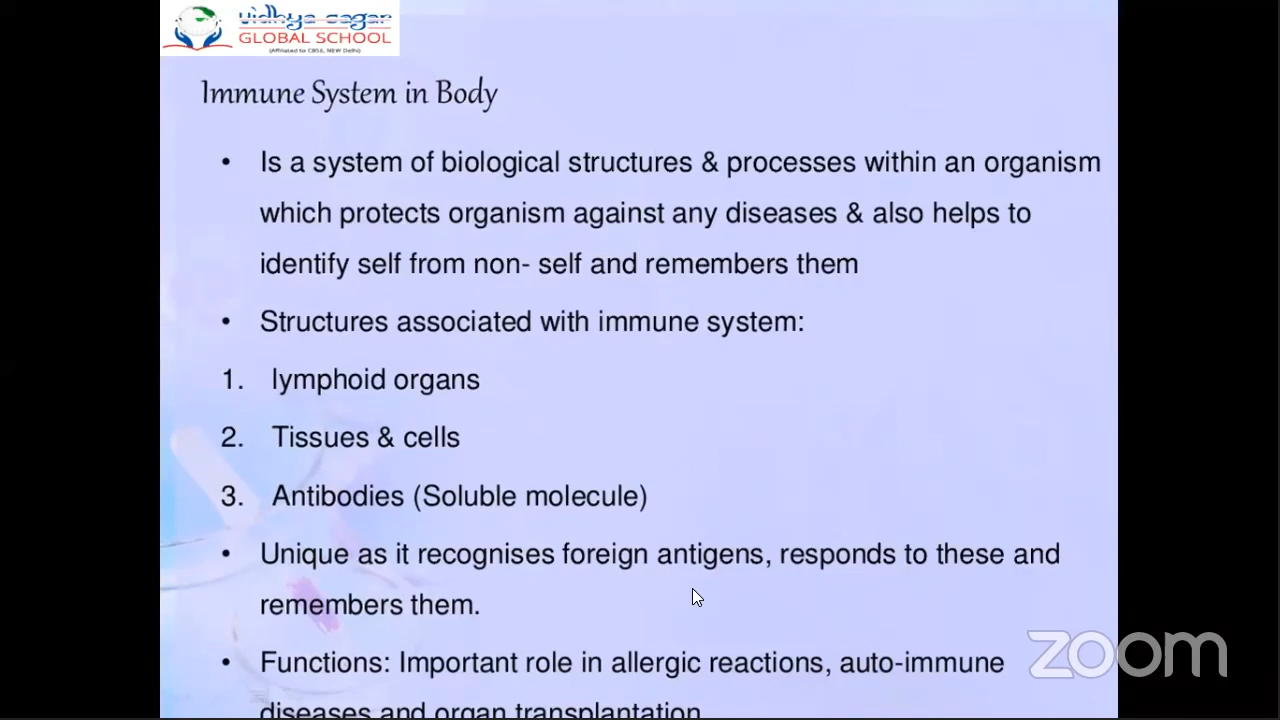 vidhya sagar
GLOBAL SCHOOL
(Affiliated to CBSE, NEW Delhi)
Immune System in Body
• Is a system of biological structures & processes within an organism
which protects organism against any diseases & also helps to
identify self from non- self and remembers them
• Structures associated with immune system:
1. lymphoid organs
2. Tissues & cells
3. Antibodies (Soluble molecule)
• Unique as it recognises foreign antigens, responds to these and
remembers them.
• Functions: Important role in allergic reactions, auto-immune
diseases and organ transplantation
zoom